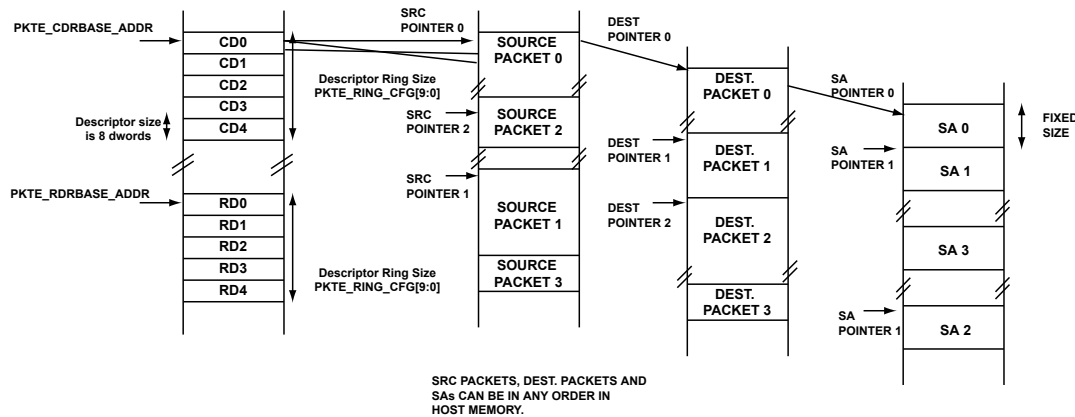 PKTE_CDRBASE_ADDR
CD0
CD1
CD2
CD3
CD4
Descriptor size
is 8 dwords
Descriptor Ring Size
PKTE_RING_CFG[9:0]
PKTE_RDRBASE_ADDR
RD0
RD1
RD2
RD3
RD4
Descriptor Ring Size
PKTE_RING_CFG[9:0]
SRC
POINTER 0
SOURCE
PACKET 0
SRC
POINTER 2
SOURCE
PACKET 2
SRC
POINTER 1
SOURCE
PACKET 1
SOURCE
PACKET 3
DEST
POINTER 0
DEST.
PACKET 0
DEST
POINTER 1
DEST.
PACKET 1
DEST
POINTER 2
DEST.
PACKET 2
DEST.
PACKET 3
SA
POINTER 0
SA 0
FIXED
SIZE
SA
POINTER 1
SA 1
SA 3
SA
POINTER 1
SA 2
SRC PACKETS, DEST. PACKETS AND
SAs CAN BE IN ANY ORDER IN
HOST MEMORY.